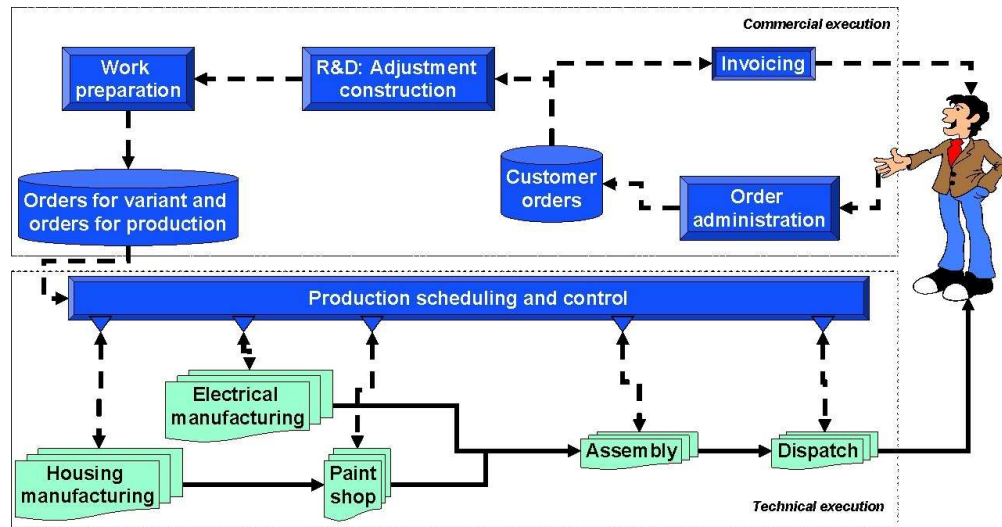 Commercial execution
Work
preparation
R&D: Adjustment
construction
Invoicing
Orders for variant and
orders for production
Customer
orders
Order
administration
Production scheduling and control
Electrical
manufacturing
Housing
manufacturing
Paint
shop
Assembly
Dispatch
Technical execution